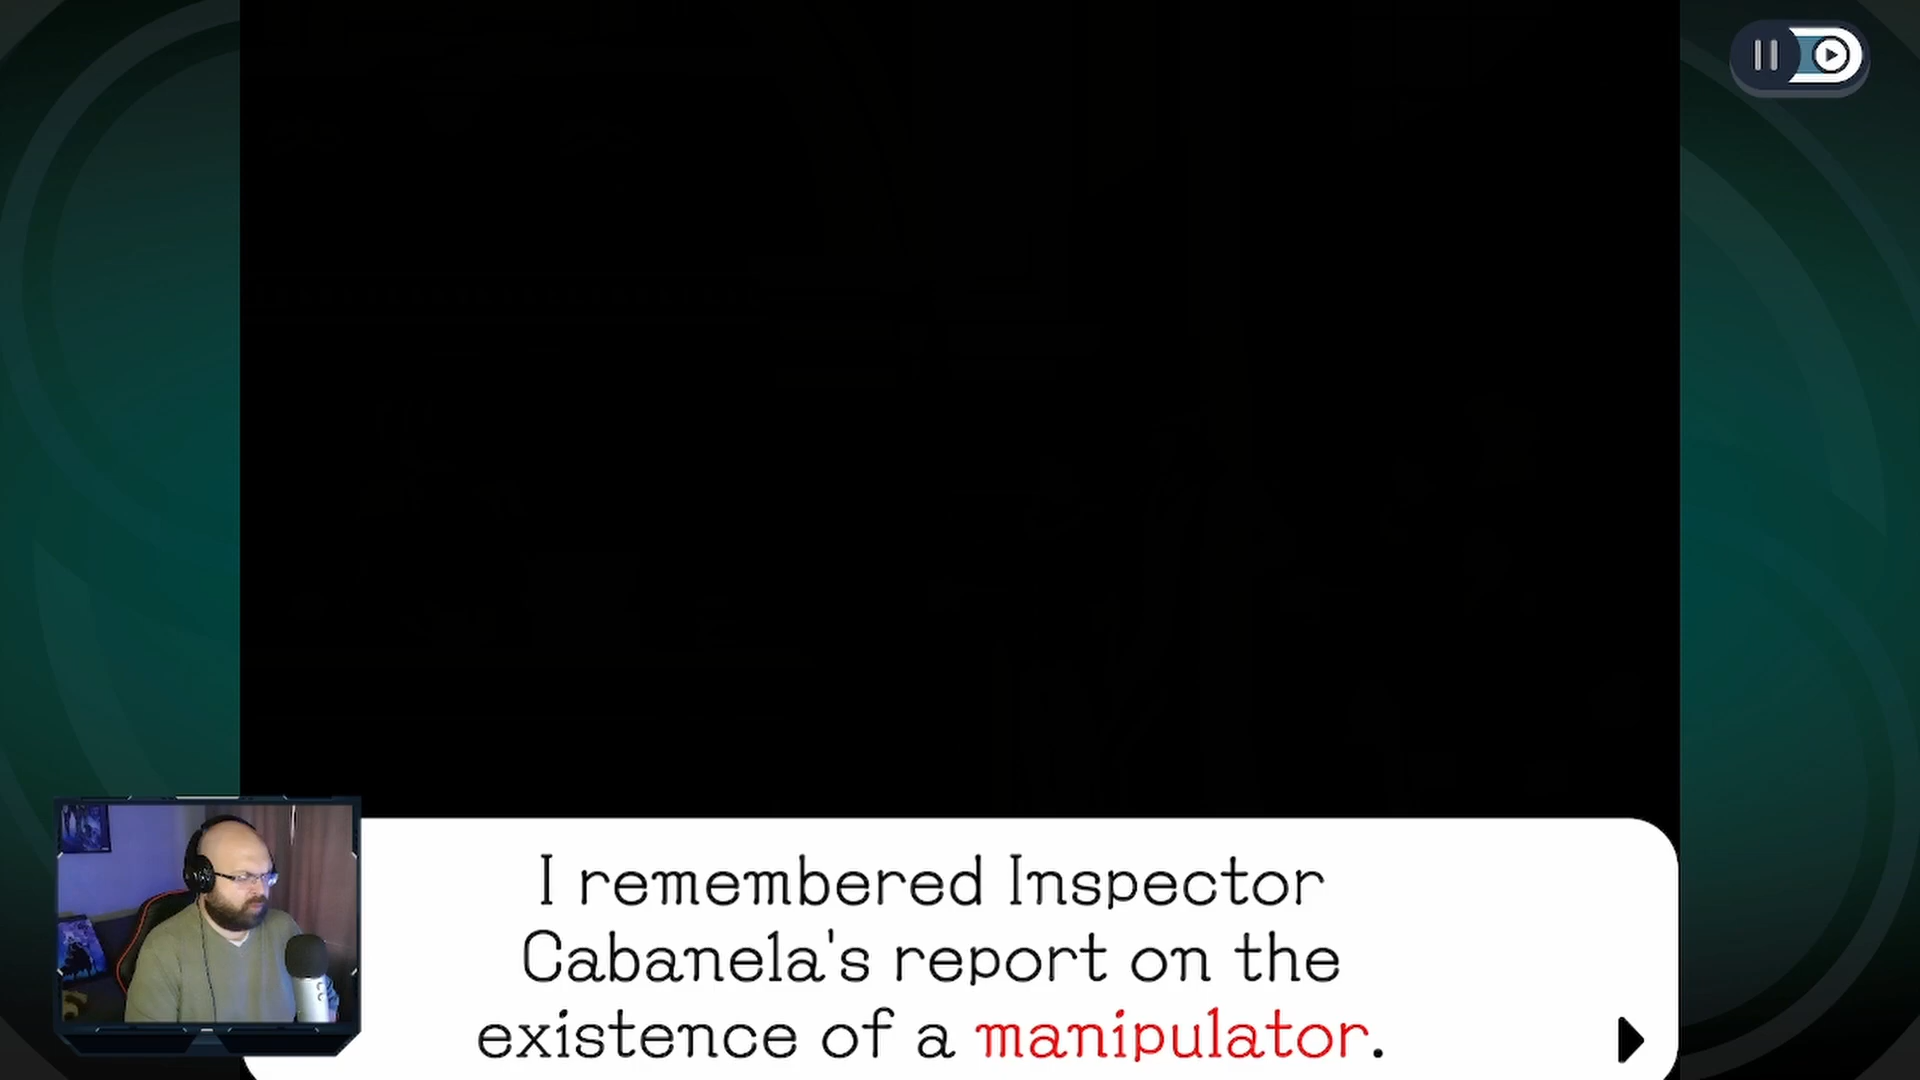 I remembered Inspector
Cabanela's report on the
existence of a manipulator.